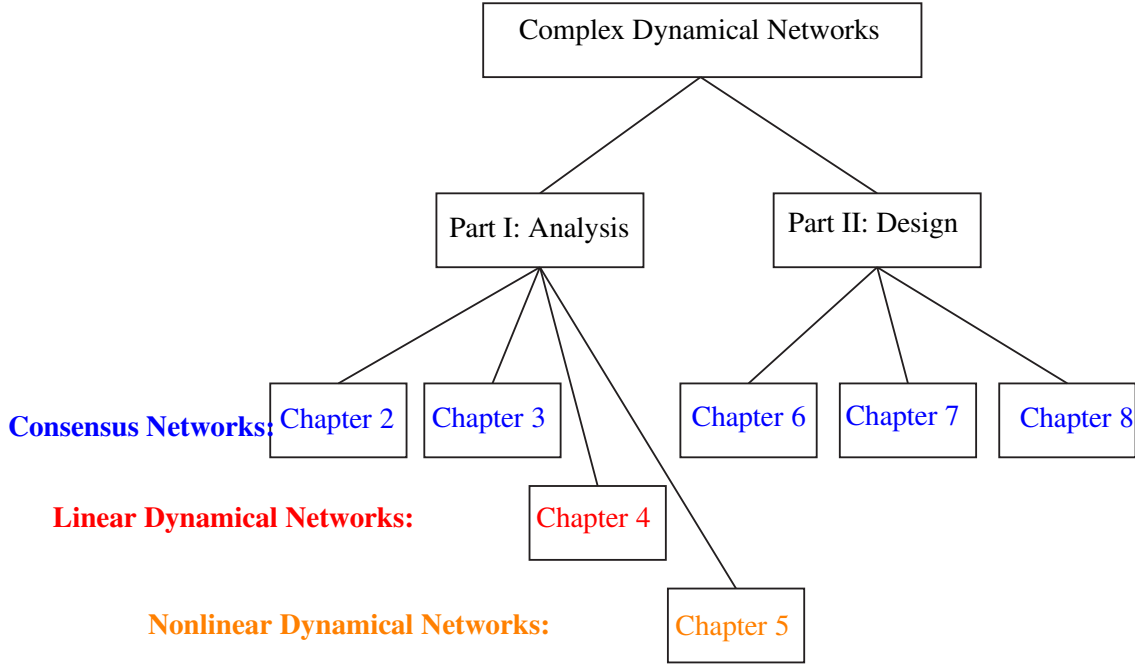 Complex Dynamical Networks
Part I: Analysis
Part II: Design
Consensus Networks: Chapter 2 Chapter 3 Chapter 6 Chapter 7 Chapter 8
Linear Dynamical Networks: Chapter 4
Nonlinear Dynamical Networks: Chapter 5